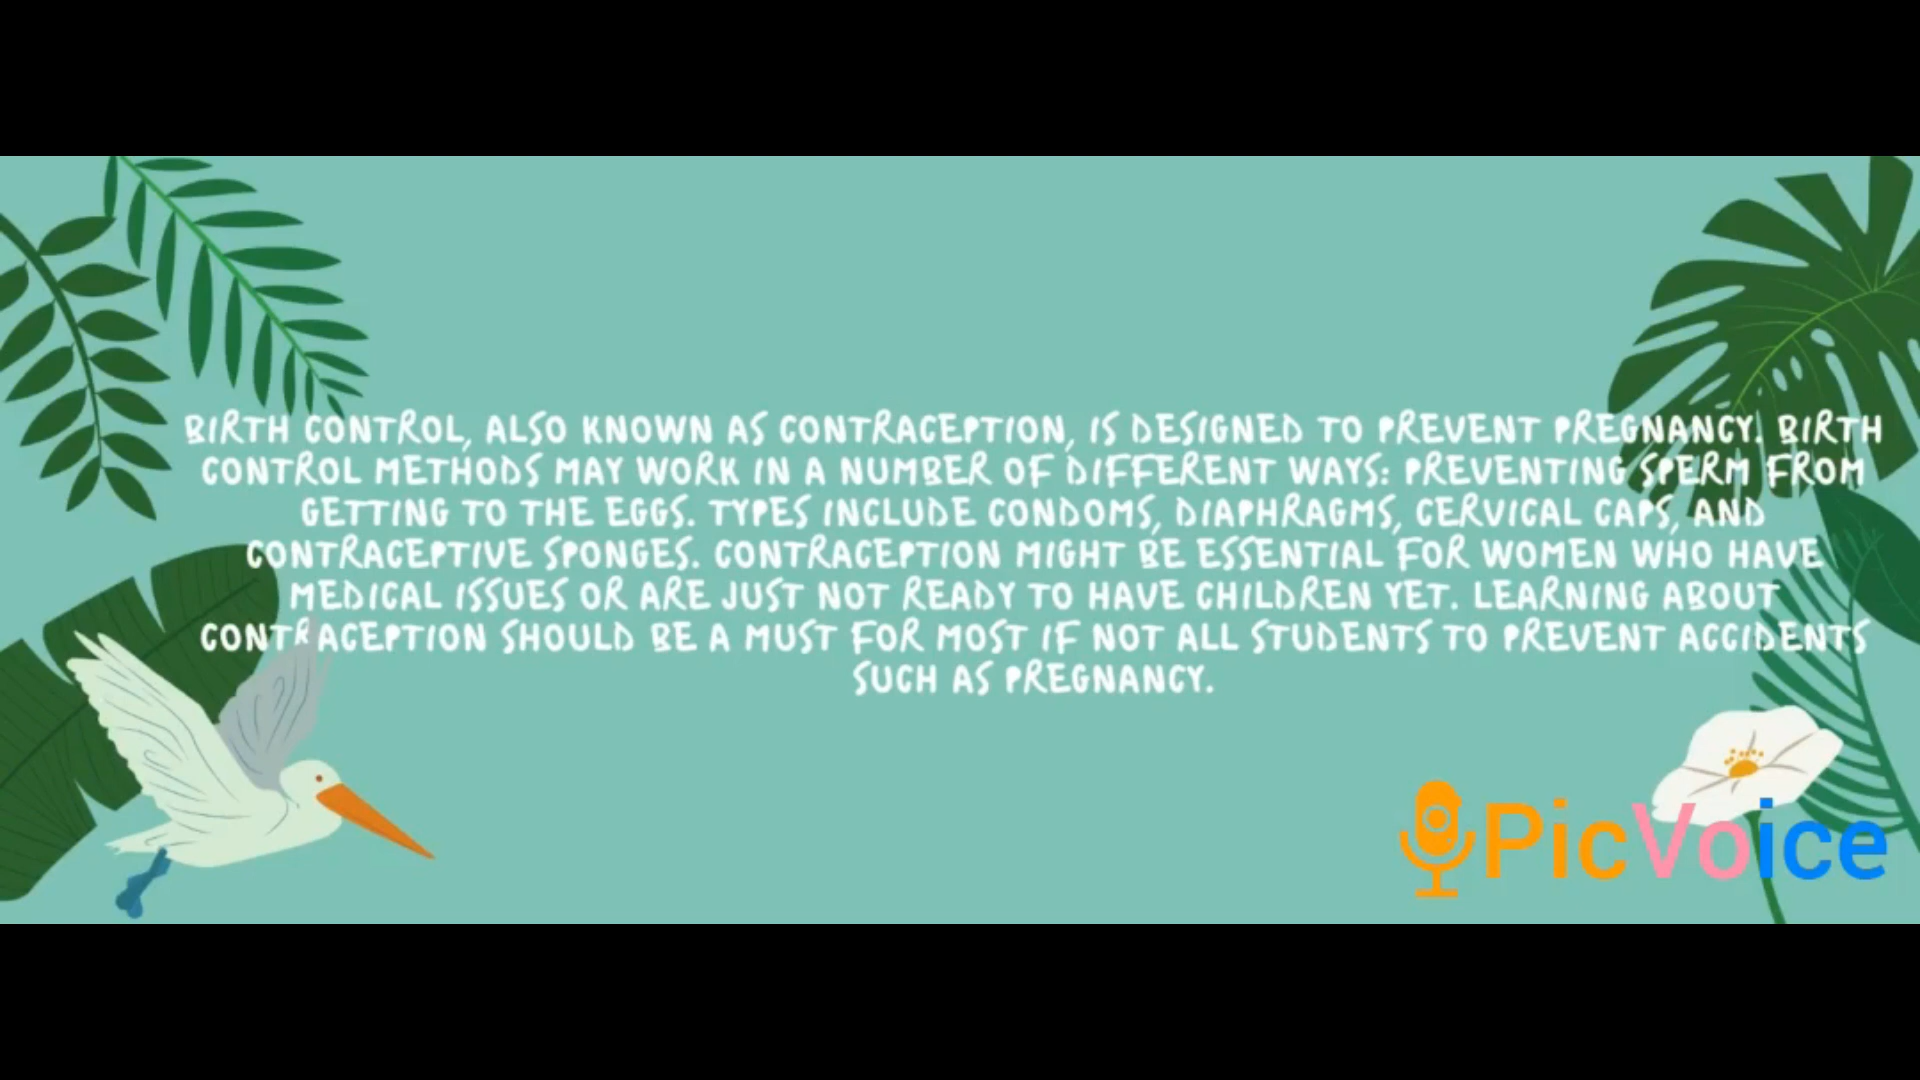 BIRTH CONTROL, ALSO KNOWN AS CONTRACEPTION, IS DESIGNED TO PREVENT PREGNANCY. BIRTH
CONTROL METHODS MAY WORK IN A NUMBER OF DIFFERENT WAYS: PREVENTING SPERM FROM
GETTING TO THE EGGS. TYPES INCLUDE CONDOMS, DIAPHRAGMS, CERVICAL CAPS, AND
CONTRACEPTIVE SPONGES. CONTRACEPTION MIGHT BE ESSENTIAL FOR WOMEN WHO HAVE
MEDICAL ISSUES OR ARE JUST NOT READY TO HAVE CHILDREN YET. LEARNING ABOUT
CONTRACEPTION SHOULD BE A MUST FOR MOST IF NOT ALL STUDENTS TO PREVENT ACCIDENTS
SUCH AS PREGNANCY.
PicVoice